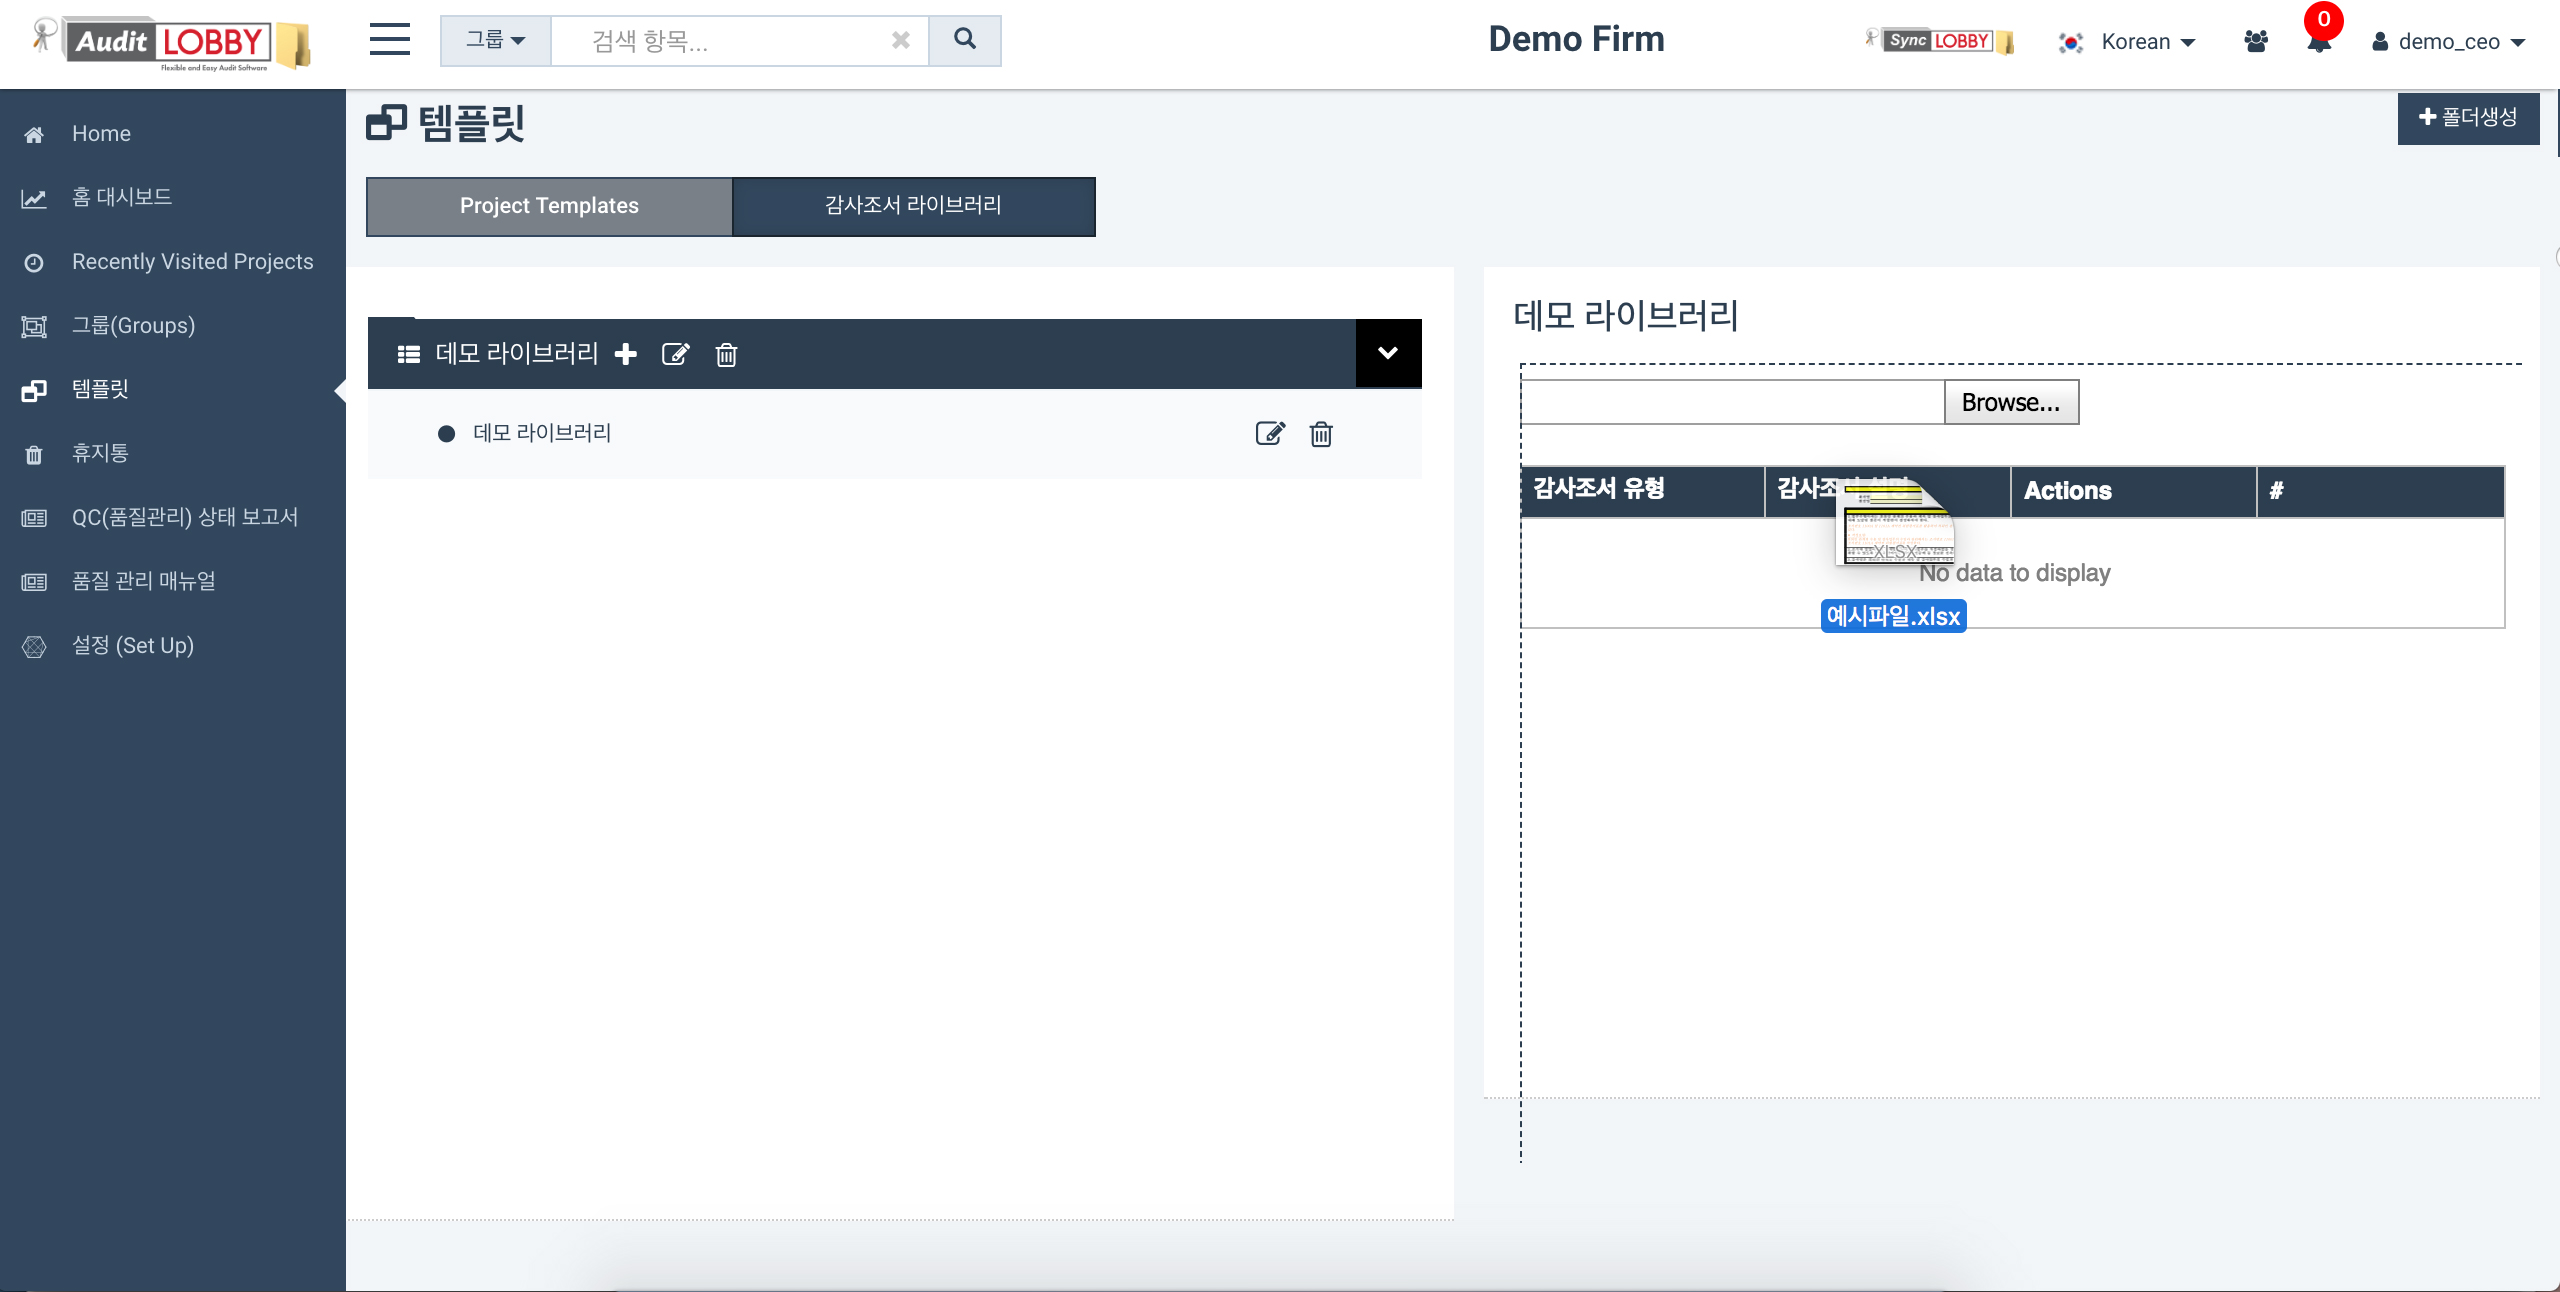 Audit LOBBY
Flexible and Easy Audit Software
그룹
검색 항목...
Demo Firm
Sync LOBBY
Korean
0
demo_ceo
Home
홈 대시보드
Recently Visited Projects
그룹(Groups)
템플릿
휴지통
QC(품질관리) 상태 보고서
품질 관리 매뉴얼
설정 (Set Up)
템플릿
폴더생성
Project Templates
감사조서 라이브러리
데모 라이브러리
데모 라이브러리
데모 라이브러리
Browse...
감사조서 유형
감사조서
Actions
#
XLSX
No data to display
예시파일.xlsx